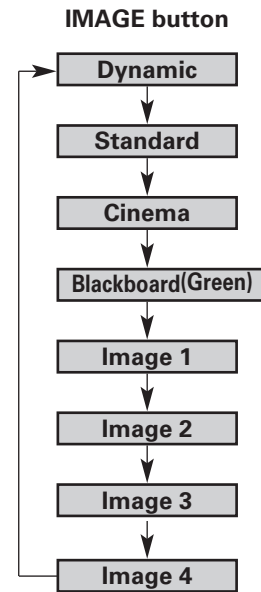 IMAGE button
Dynamic
Standard
Cinema
Blackboard(Green)
Image 1
Image 2
Image 3
Image 4